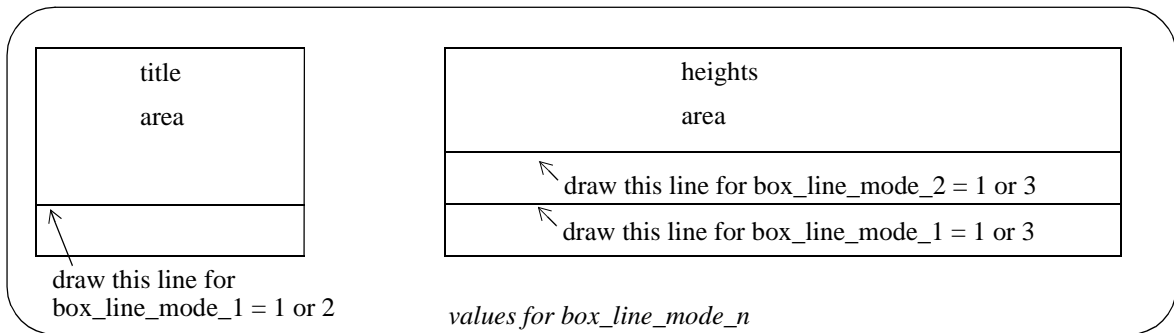 title
area
heights
area
draw this line for box_line_mode_2 = 1 or 3
draw this line for box_line_mode_1 = 1 or 3
draw this line for
box_line_mode_1 = 1 or 2
values for box_line_mode_n